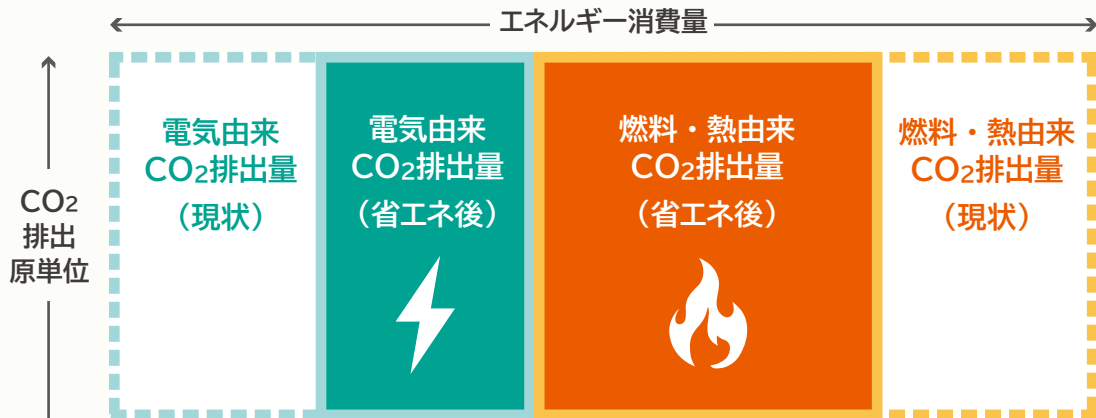 エネルギー消費量
CO2
排出
原単位
電気由来
CO2排出量
（現状）
電気由来
CO2排出量
（省エネ後）
燃料・熱由来
CO2排出量
（省エネ後）
燃料・熱由来
CO2排出量
（現状）